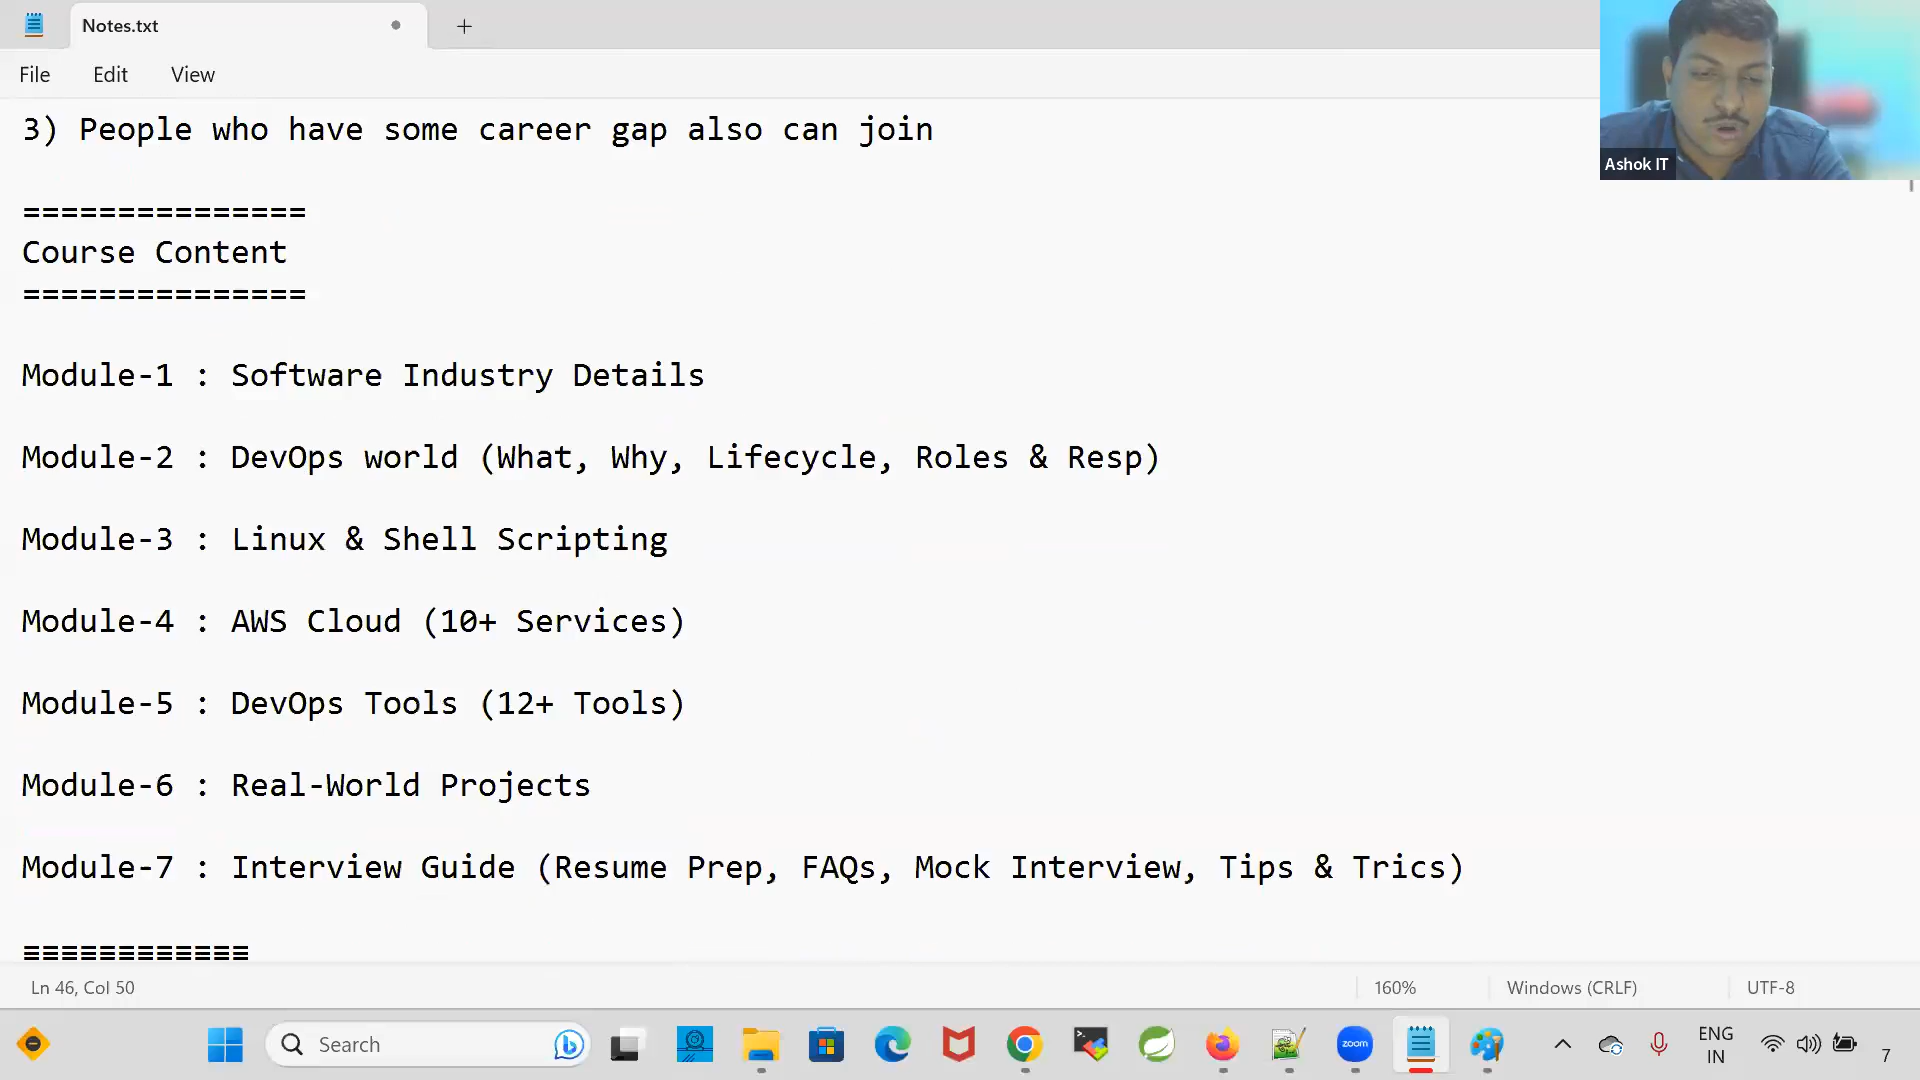 Notes.txt
File Edit View
Ashok IT
3) People who have some career gap also can join
===============
Course Content
===============
Module-1 : Software Industry Details
Module-2 : DevOps world (What, Why, Lifecycle, Roles & Resp)
Module-3 : Linux & Shell Scripting
Module-4 : AWS Cloud (10+ Services)
Module-5 : DevOps Tools (12+ Tools)
Module-6 : Real-World Projects
Module-7 : Interview Guide (Resume Prep, FAQs, Mock Interview, Tips & Trics)
============
Ln 46, Col 50 160% Windows (CRLF) UTF-8
Search
zoom
ENG
IN
7